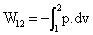 W₁₂ = -∫₁² p.dv